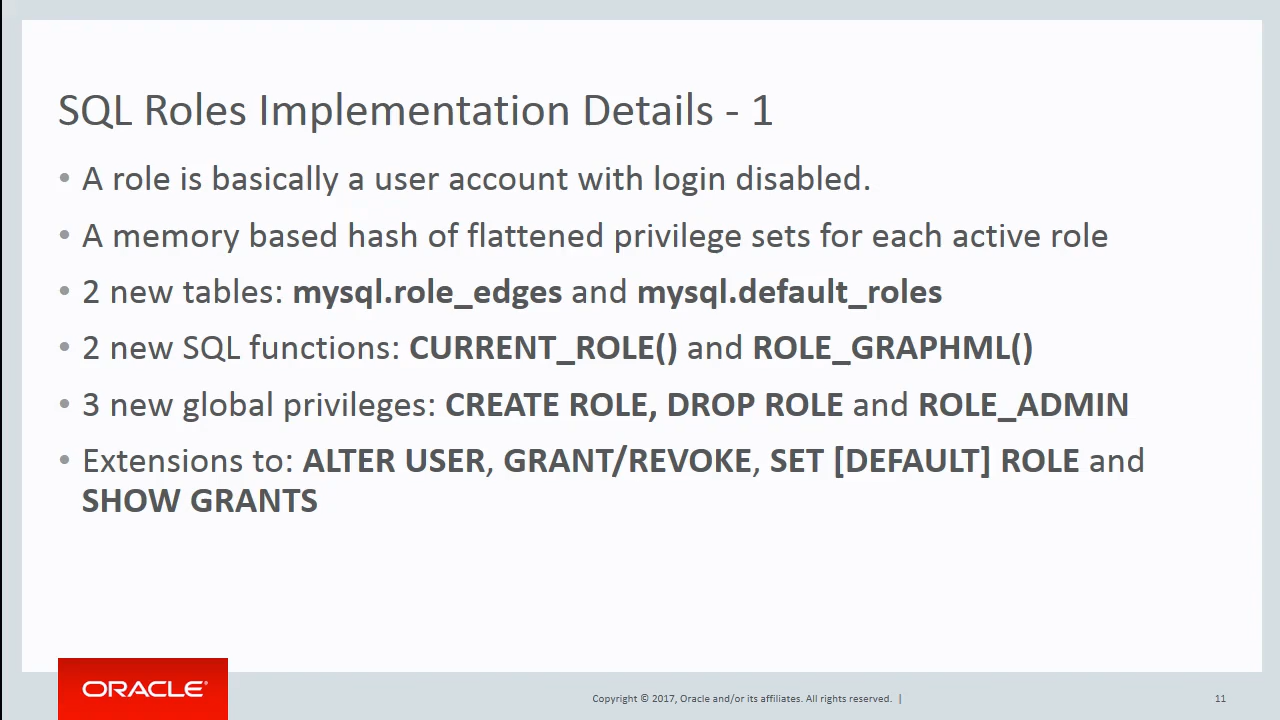 SQL Roles Implementation Details - 1
• A role is basically a user account with login disabled.
• A memory based hash of flattened privilege sets for each active role
• 2 new tables: mysql.role_edges and mysql.default_roles
• 2 new SQL functions: CURRENT_ROLE() and ROLE_GRAPHML()
• 3 new global privileges: CREATE ROLE, DROP ROLE and ROLE_ADMIN
• Extensions to: ALTER USER, GRANT/REVOKE, SET [DEFAULT] ROLE and
SHOW GRANTS
ORACLE®
Copyright © 2017, Oracle and/or its affiliates. All rights reserved. |
11